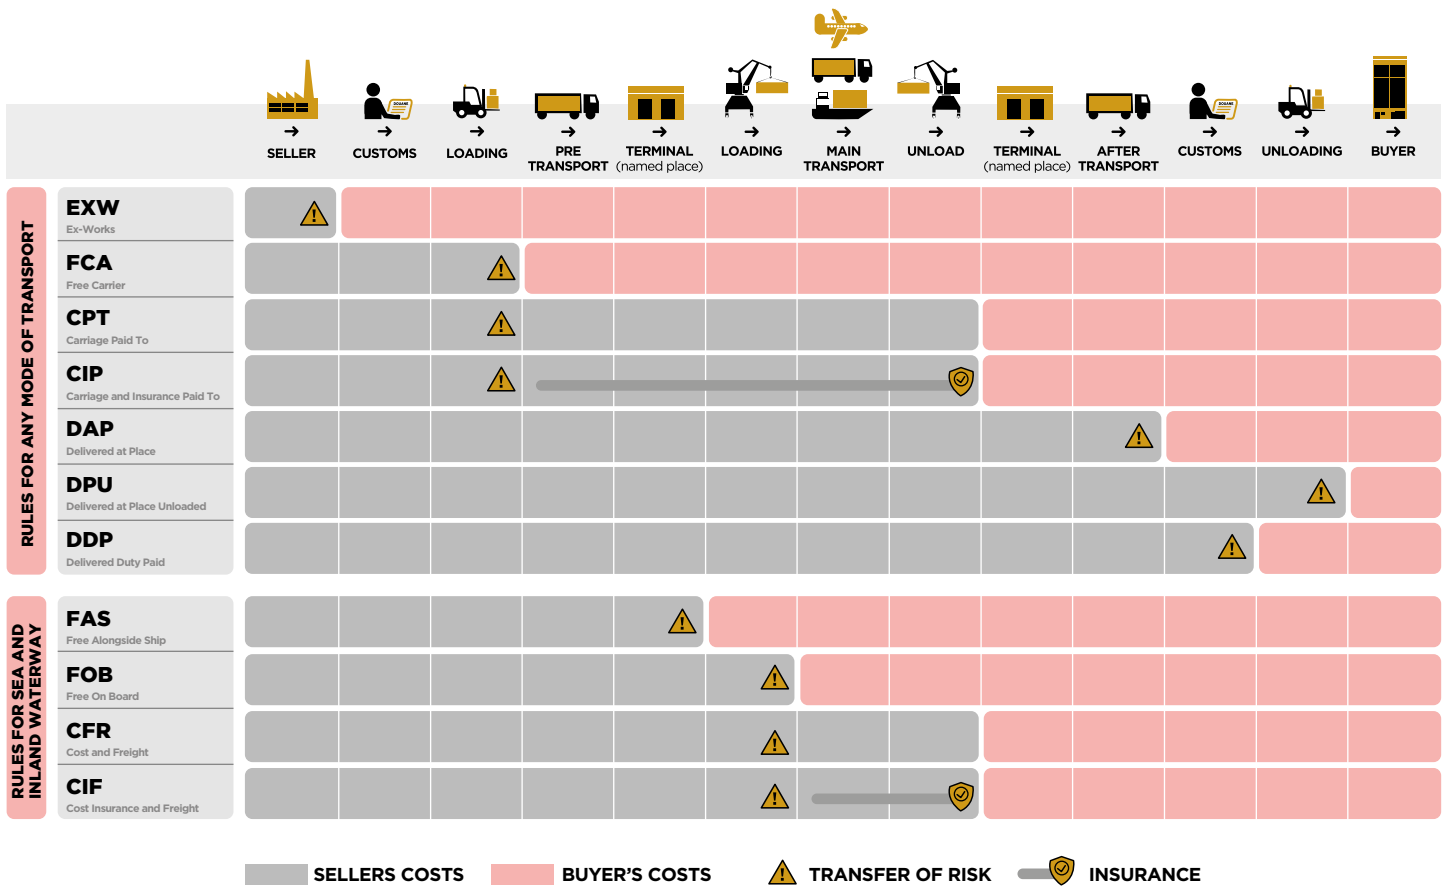 DOUANE
DOUANE
SELLER
CUSTOMS
LOADING
PRE
TRANSPORT
TERMINAL
(named place)
LOADING
MAIN
TRANSPORT
UNLOAD
TERMINAL
(named place)
AFTER
TRANSPORT
CUSTOMS
UNLOADING
BUYER
RULES FOR ANY MODE OF TRANSPORT
EXW
Ex-Works
FCA
Free Carrier
CPT
Carriage Paid To
CIP
Carriage and Insurance Paid To
DAP
Delivered at Place
DPU
Delivered at Place Unloaded
DDP
Delivered Duty Paid
RULES FOR SEA AND
INLAND WATERWAY
FAS
Free Alongside Ship
FOB
Free On Board
CFR
Cost and Freight
CIF
Cost Insurance and Freight
SELLERS COSTS
BUYER'S COSTS
TRANSFER OF RISK
INSURANCE